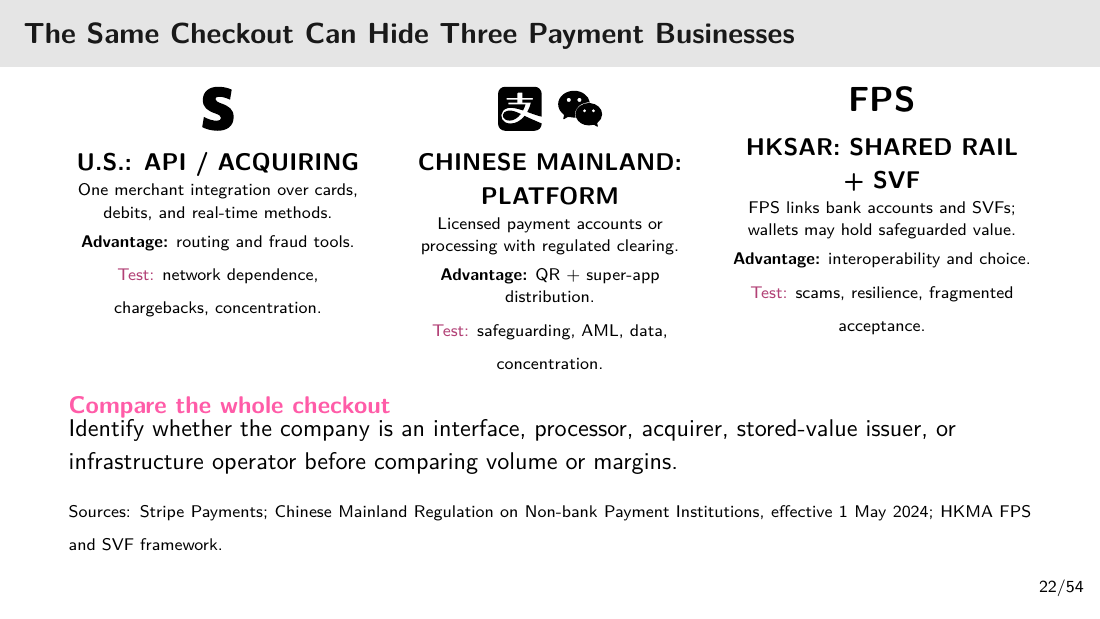 The Same Checkout Can Hide Three Payment Businesses
S
U.S.: API / ACQUIRING
One merchant integration over cards,
debits, and real-time methods.
Advantage: routing and fraud tools.
Test: network dependence,
chargebacks, concentration.
支
CHINESE MAINLAND:
PLATFORM
Licensed payment accounts or
processing with regulated clearing.
Advantage: QR + super-app
distribution.
Test: safeguarding, AML, data,
concentration.
FPS
HKSAR: SHARED RAIL
+ SVF
FPS links bank accounts and SVFs;
wallets may hold safeguarded value.
Advantage: interoperability and choice.
Test: scams, resilience, fragmented
acceptance.
Compare the whole checkout
Identify whether the company is an interface, processor, acquirer, stored-value issuer, or
infrastructure operator before comparing volume or margins.
Sources: Stripe Payments; Chinese Mainland Regulation on Non-bank Payment Institutions, effective 1 May 2024; HKMA FPS
and SVF framework.
22/54